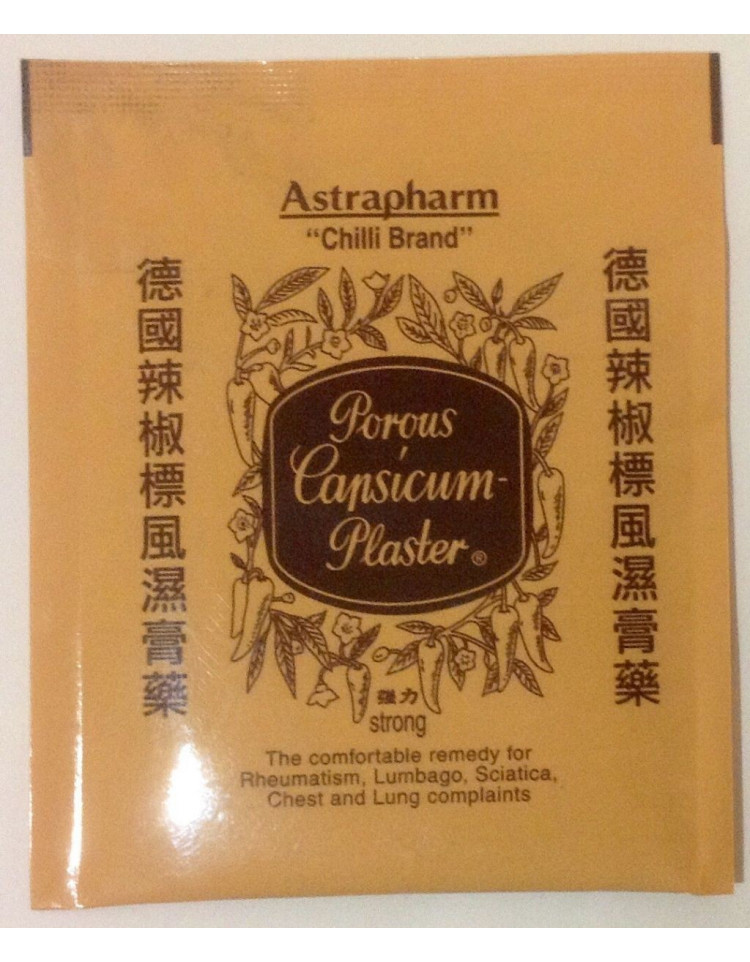 Astrapharm
“Chilli Brand”
德國辣椒標風濕膏藥
德國辣椒標風濕膏藥
Porous
Capsicum-
Plaster ®
强力
strong
The comfortable remedy for
Rheumatism, Lumbago, Sciatica,
Chest and Lung complaints